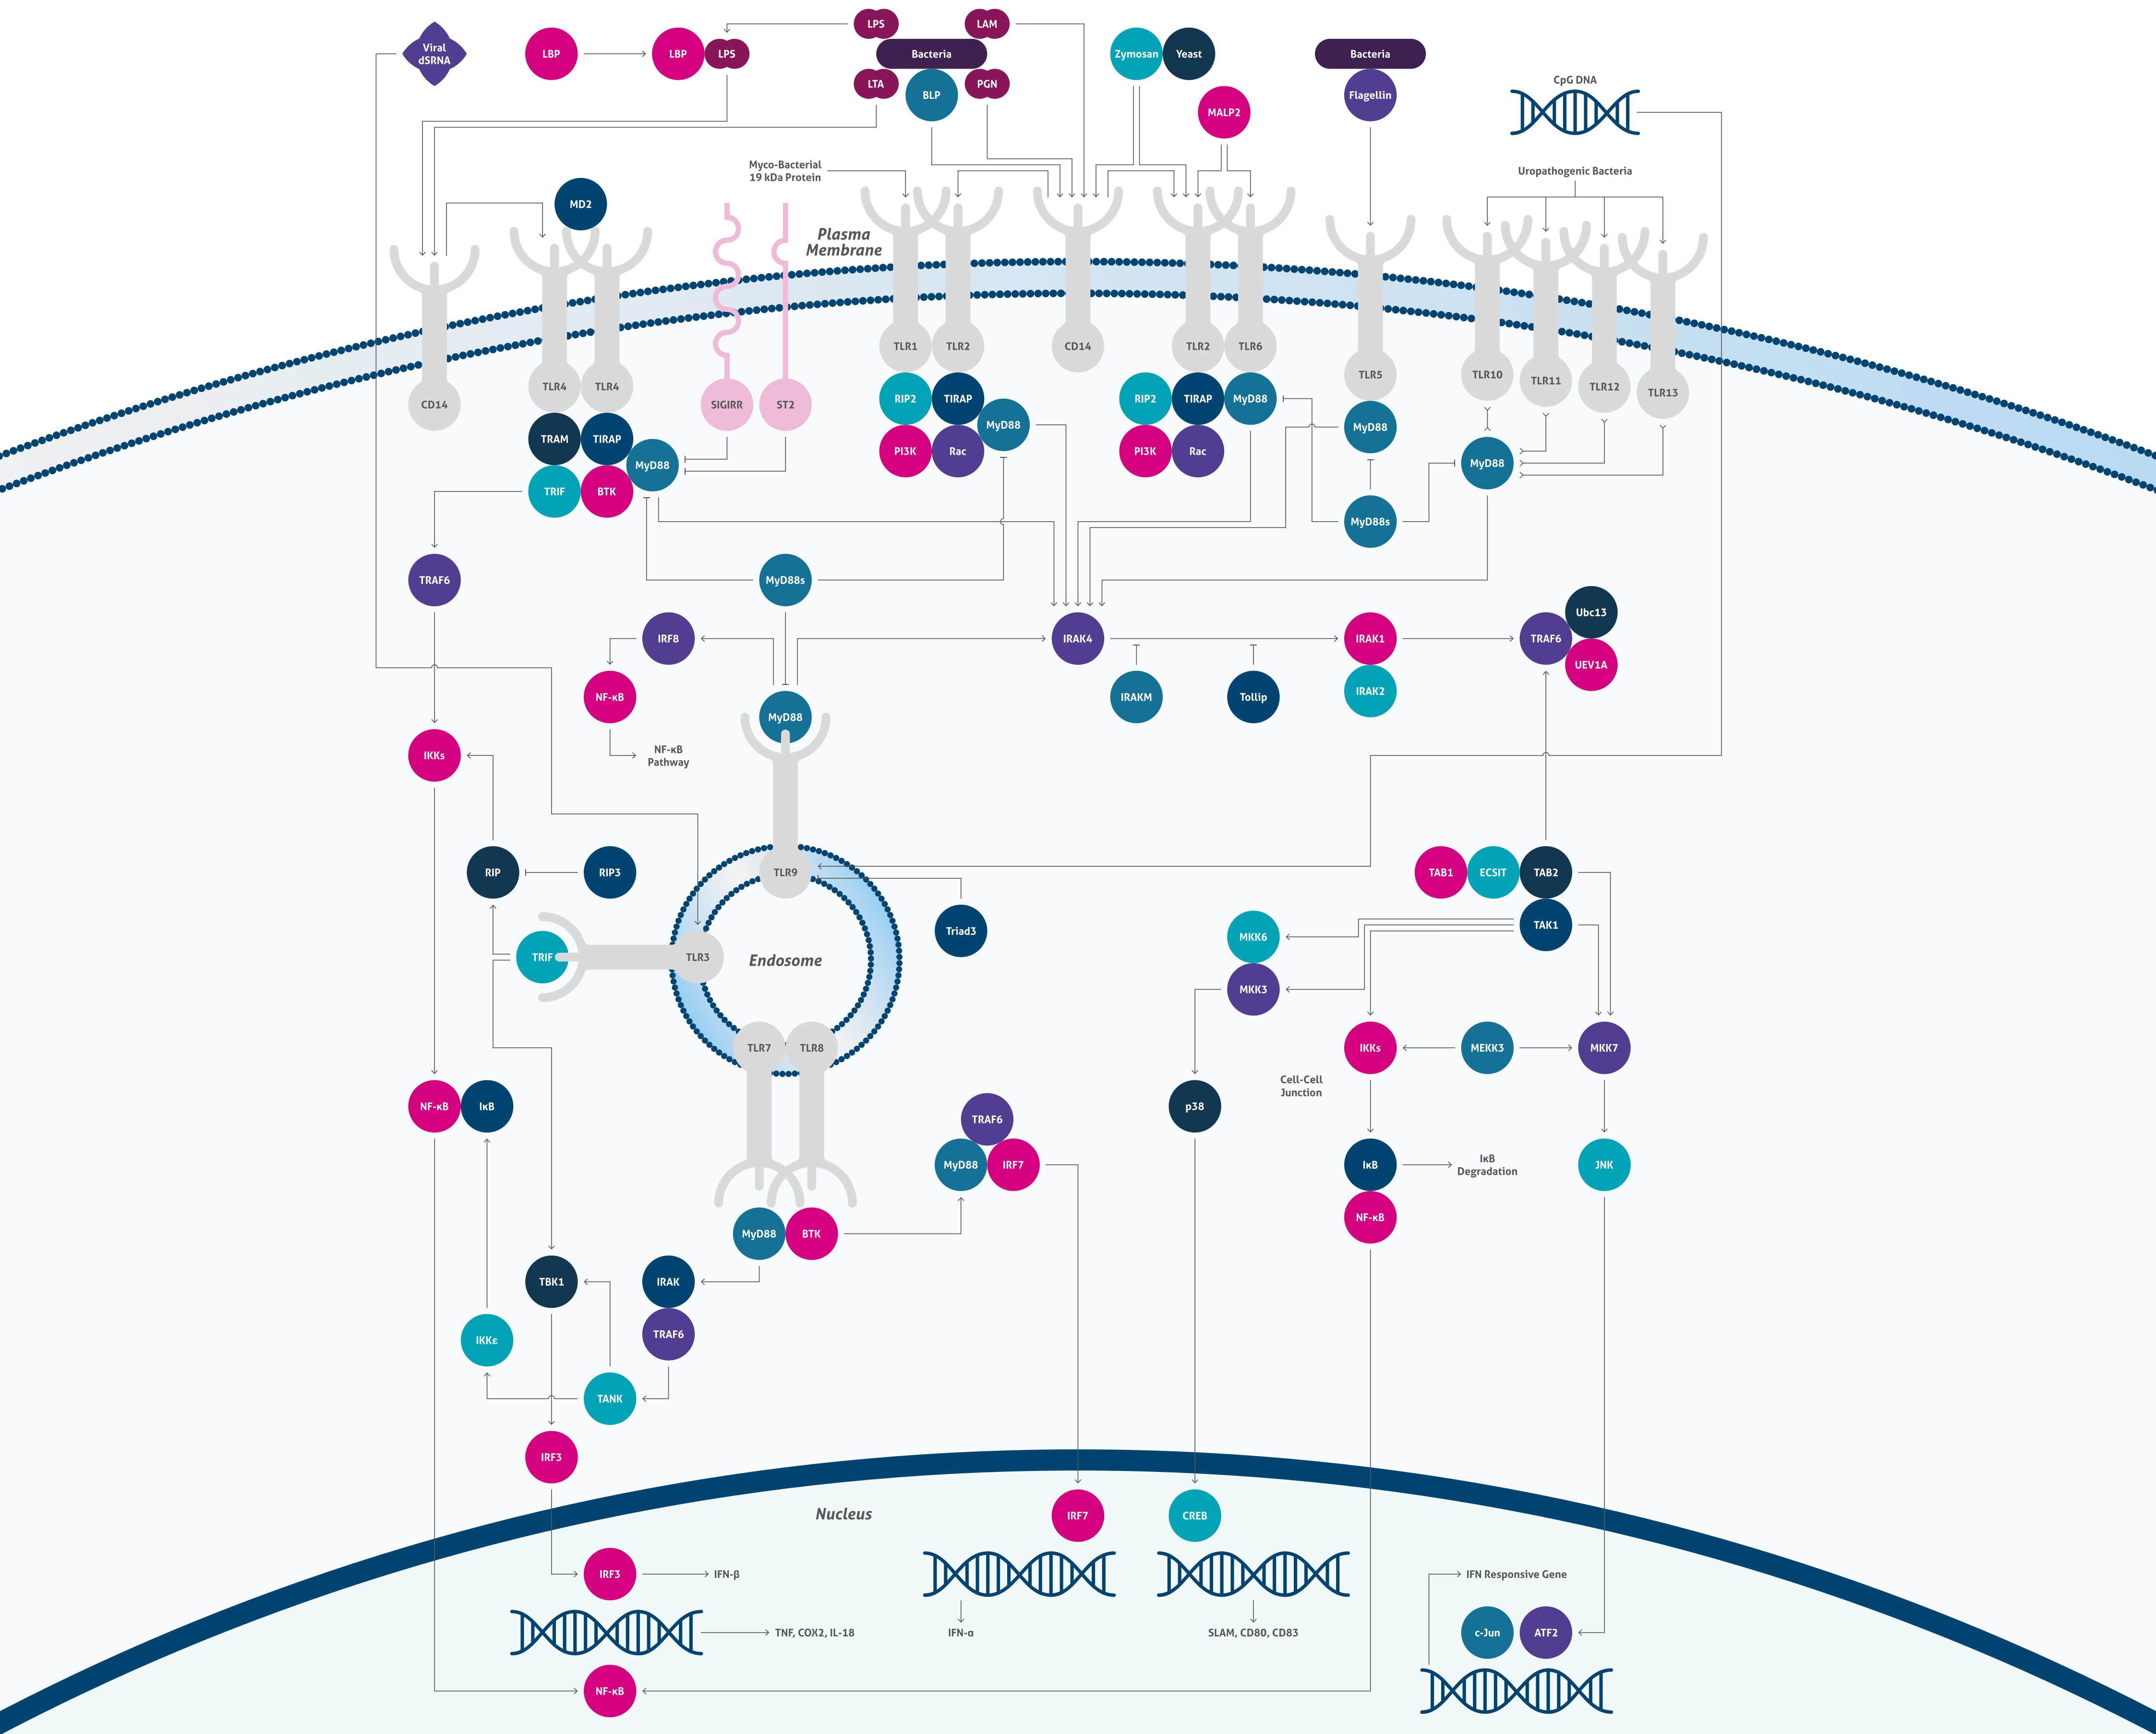 Viral
dSRNA
LBP
LBP
LPS
LPS
LAM
Bacteria
LTA
BLP
PGN
Zymosan
Yeast
MALP2
Bacteria
Flagellin
CpG DNA
Myco-Bacterial
19 kDa Protein
Uropathogenic Bacteria
MD2
Plasma
Membrane
CD14
TLR4
TLR4
SIGIRR
ST2
TLR1
TLR2
CD14
TLR2
TLR6
TLR5
TLR10
TLR11
TLR12
TLR13
TRAM
TIRAP
MyD88
TRIF
BTK
RIP2
TIRAP
MyD88
PI3K
Rac
RIP2
TIRAP
MyD88
PI3K
Rac
MyD88
MyD88
MyD88s
TRAF6
MyD88s
IRF8
IRAK4
IRAK1
TRAF6
Ubc13
UEV1A
NF-κB
MyD88
IRAKM
Tollip
IRAK2
IKKs
NF-κB
Pathway
RIP
RIP3
TLR9
TAB1
ECSIT
TAB2
Triad3
MKK6
TAK1
TRIF
TLR3
Endosome
MKK3
TLR7
TLR8
IKKs
MEKK3
MKK7
Cell-Cell
Junction
NF-κB
IκB
TRAF6
p38
MyD88
IRF7
IκB
IκB
Degradation
JNK
NF-κB
MyD88
BTK
TBK1
IRAK
IKKε
TRAF6
TANK
IRF3
Nucleus
IRF7
CREB
IRF3
IFN-β
IFN Responsive Gene
TNF, COX2, IL-18
IFN-α
SLAM, CD80, CD83
c-Jun
ATF2
NF-κB